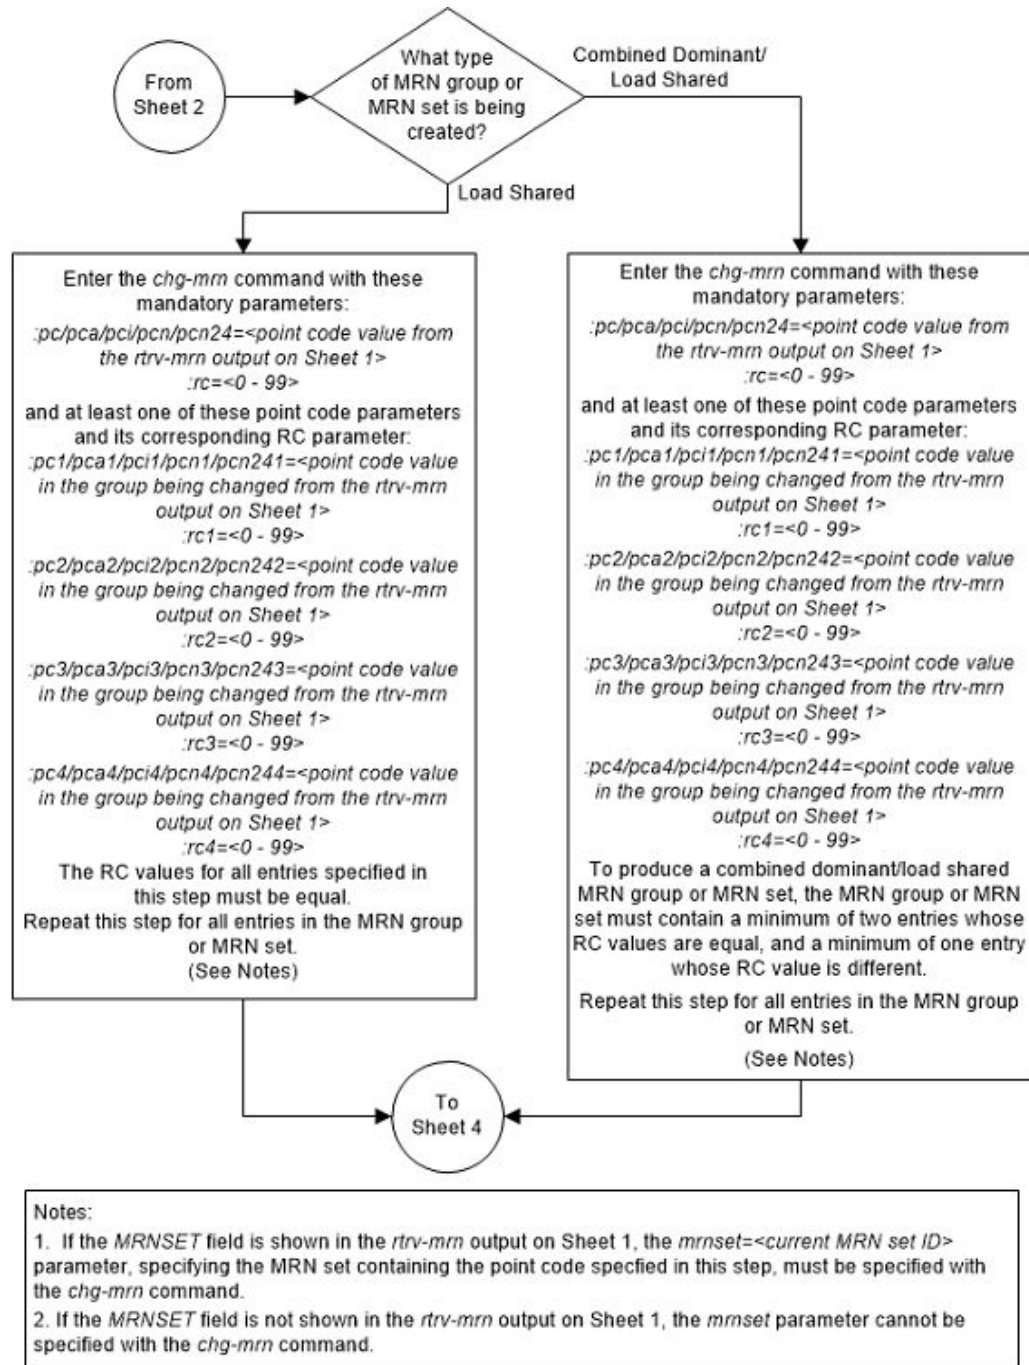 From
Sheet 2
What type
of MRN group or
MRN set is being
created?
Combined Dominant/
Load Shared
Load Shared
Enter the chg-mrn command with these
mandatory parameters:
:pc/pca/pci/pcn/pcn24=<point code value from
the rtrv-mrn output on Sheet 1>
:rc=<0 - 99>
and at least one of these point code parameters
and its corresponding RC parameter:
:pc1/pca1/pci1/pcn1/pcn241=<point code value
in the group being changed from the rtrv-mrn
output on Sheet 1>
:rc1=<0 - 99>
:pc2/pca2/pci2/pcn2/pcn242=<point code value
in the group being changed from the rtrv-mrn
output on Sheet 1>
:rc2=<0 - 99>
:pc3/pca3/pci3/pcn3/pcn243=<point code value
in the group being changed from the rtrv-mrn
output on Sheet 1>
:rc3=<0 - 99>
:pc4/pca4/pci4/pcn4/pcn244=<point code value
in the group being changed from the rtrv-mrn
output on Sheet 1>
:rc4=<0 - 99>
The RC values for all entries specified in
this step must be equal.
Repeat this step for all entries in the MRN group
or MRN set.
(See Notes)
Enter the chg-mrn command with these
mandatory parameters:
:pc/pca/pci/pcn/pcn24=<point code value from
the rtrv-mrn output on Sheet 1>
:rc=<0 - 99>
and at least one of these point code parameters
and its corresponding RC parameter:
:pc1/pca1/pci1/pcn1/pcn241=<point code value
in the group being changed from the rtrv-mrn
output on Sheet 1>
:rc1=<0 - 99>
:pc2/pca2/pci2/pcn2/pcn242=<point code value
in the group being changed from the rtrv-mrn
output on Sheet 1>
:rc2=<0 - 99>
:pc3/pca3/pci3/pcn3/pcn243=<point code value
in the group being changed from the rtrv-mrn
output on Sheet 1>
:rc3=<0 - 99>
:pc4/pca4/pci4/pcn4/pcn244=<point code value
in the group being changed from the rtrv-mrn
output on Sheet 1>
:rc4=<0 - 99>
To produce a combined dominant/load shared
MRN group or MRN set, the MRN group or MRN
set must contain a minimum of two entries whose
RC values are equal, and a minimum of one entry
whose RC value is different.
Repeat this step for all entries in the MRN group
or MRN set.
(See Notes)
To
Sheet 4
Notes:
1. If the MRNSET field is shown in the rtrv-mrn output on Sheet 1, the mrnset=<current MRN set ID>
parameter, specifying the MRN set containing the point code specfied in this step, must be specified with
the chg-mrn command.
2. If the MRNSET field is not shown in the rtrv-mrn output on Sheet 1, the mrnset parameter cannot be
specified with the chg-mrn command.